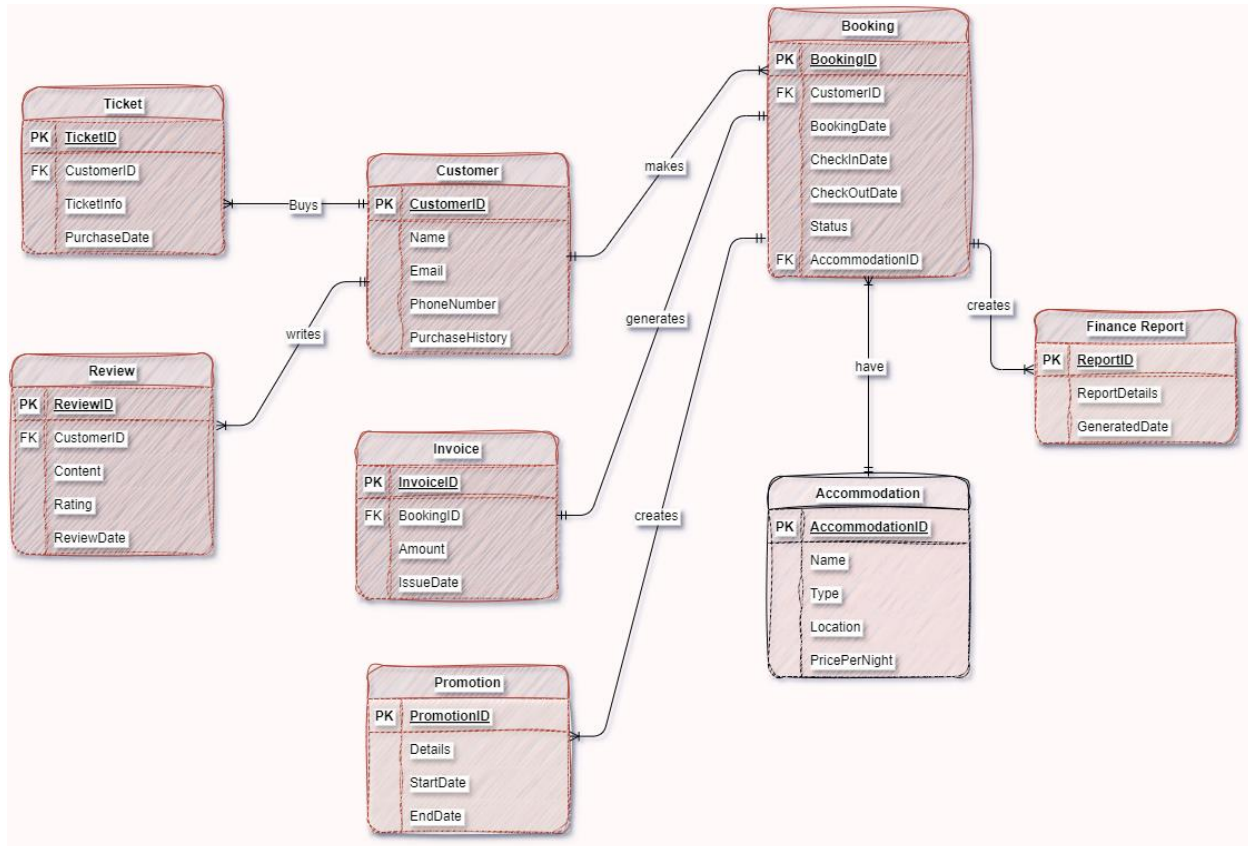 Booking
PK BookingID
FK CustomerID
BookingDate
CheckInDate
CheckOutDate
Status
FK AccommodationID
Ticket
PK TicketID
FK CustomerID
TicketInfo
PurchaseDate
Buys
Customer
PK CustomerID
Name
Email
PhoneNumber
PurchaseHistory
makes
writes
generates
creates
have
creates
Finance Report
PK ReportID
ReportDetails
GeneratedDate
Review
PK ReviewID
FK CustomerID
Content
Rating
ReviewDate
Invoice
PK InvoiceID
FK BookingID
Amount
IssueDate
Accommodation
PK AccommodationID
Name
Type
Location
PricePerNight
Promotion
PK PromotionID
Details
StartDate
EndDate